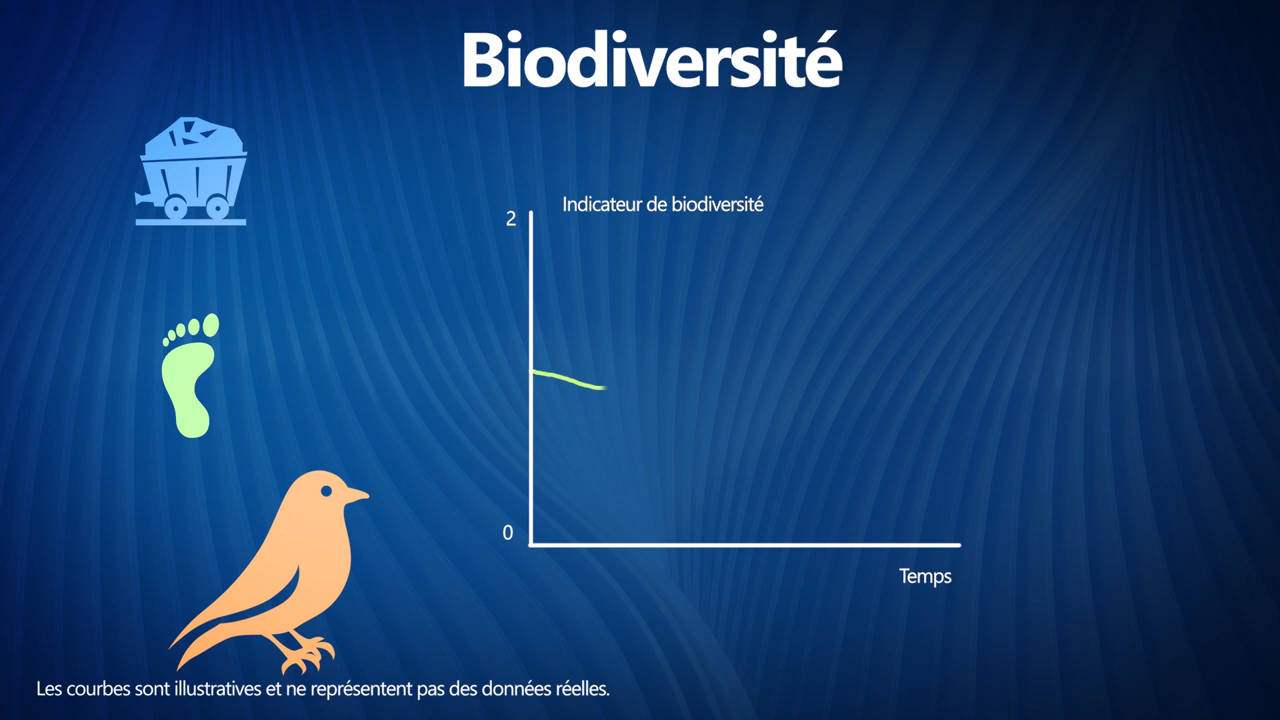 Biodiversité
Indicateur de biodiversité
2
0
Temps
Les courbes sont illustratives et ne représentent pas des données réelles.